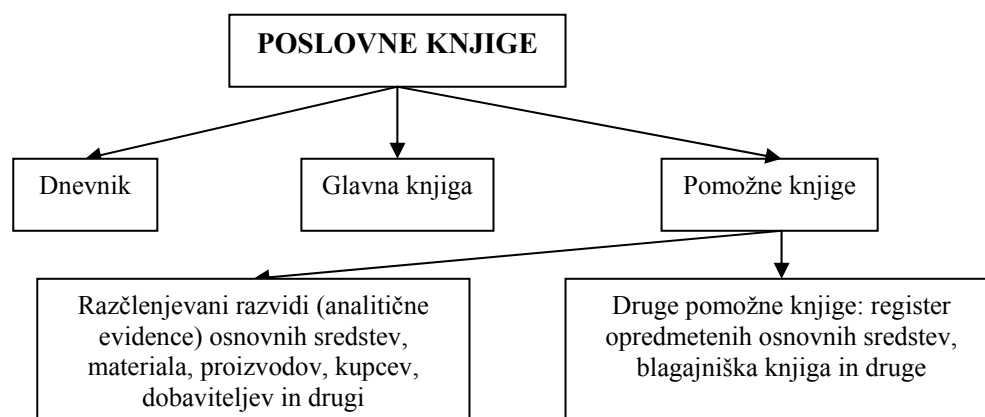 POSLOVNE KNJIGE
Dnevnik
Glavna knjiga
Pomožne knjige
Razčlenjevani razvidi (analitične
evidence) osnovnih sredstev,
materiala, proizvodov, kupcev,
dobaviteljev in drugi
Druge pomožne knjige: register
opredmetenih osnovnih sredstev,
blagajniška knjiga in druge